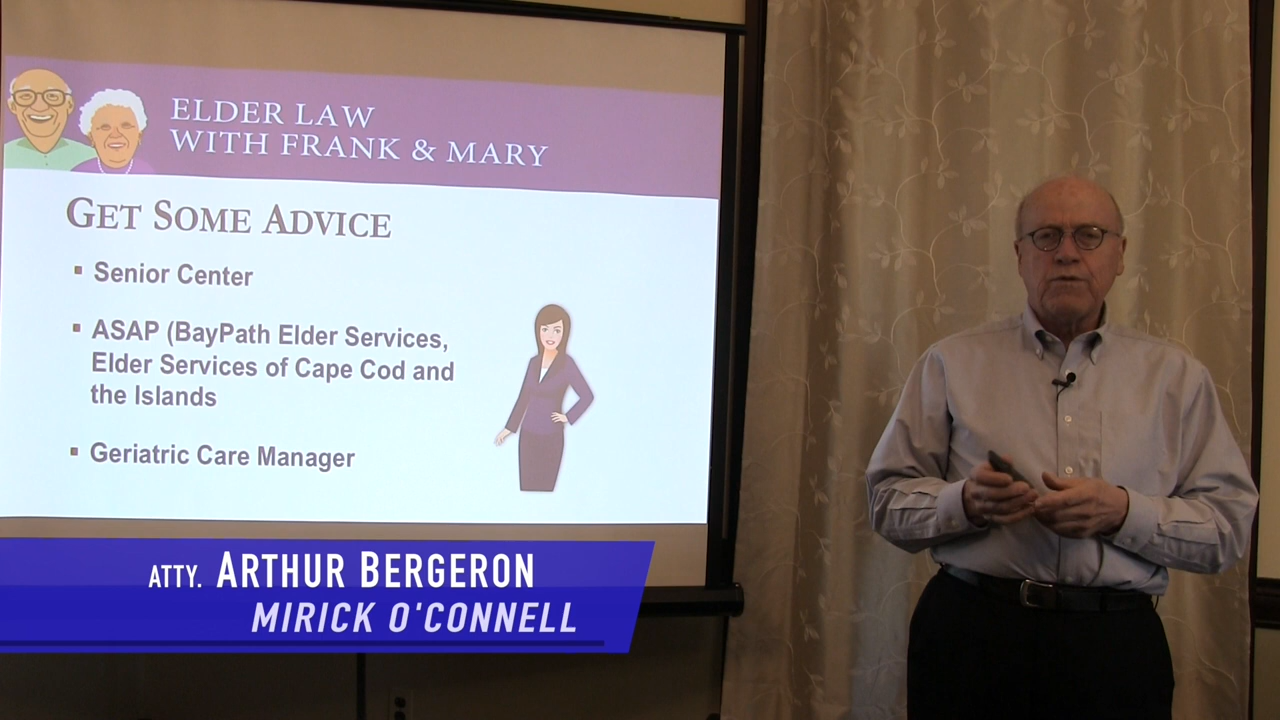 ELDER LAW
WITH FRANK & MARY
GET SOME ADVICE
▪ Senior Center
▪ ASAP (BayPath Elder Services,
Elder Services of Cape Cod and
the Islands
▪ Geriatric Care Manager
ATTY. ARTHUR BERGERON
MIRICK O'CONNELL